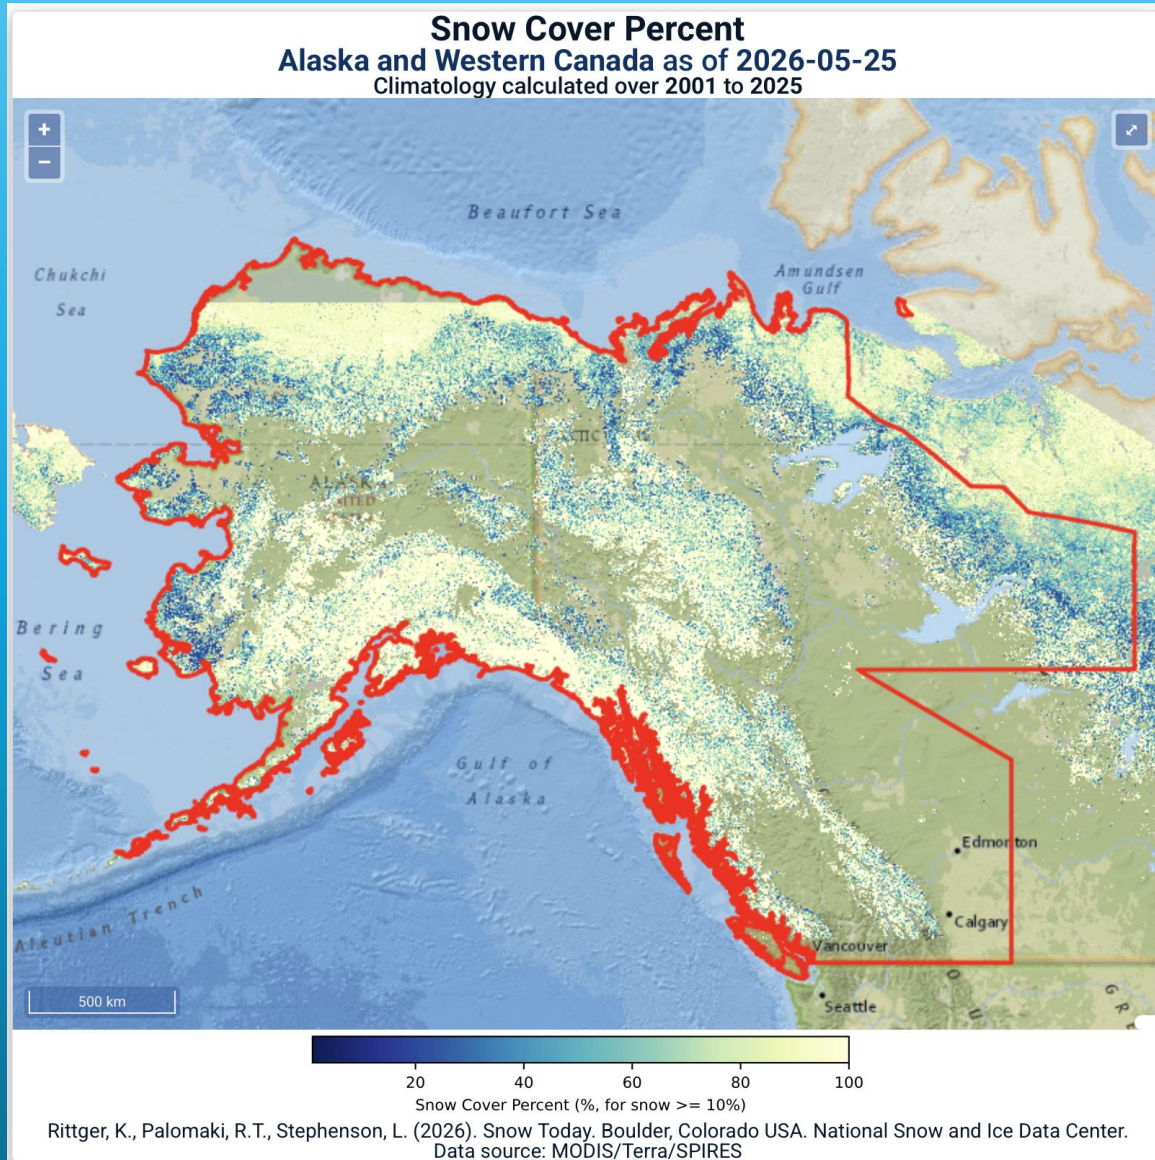 Snow Cover Percent
Alaska and Western Canada as of 2026-05-25
Climatology calculated over 2001 to 2025
+
−
Beaufort Sea
Chukchi
Sea
Amundsen
Gulf
ALASKA
Bering
Sea
Gulf of
Alaska
Edmonton
Calgary
Vancouver
Seattle
Aleutian Trench
500 km
20 40 60 80 100
Snow Cover Percent (%, for snow >= 10%)
Rittger, K., Palomaki, R.T., Stephenson, L. (2026). Snow Today. Boulder, Colorado USA. National Snow and Ice Data Center.
Data source: MODIS/Terra/SPIRES